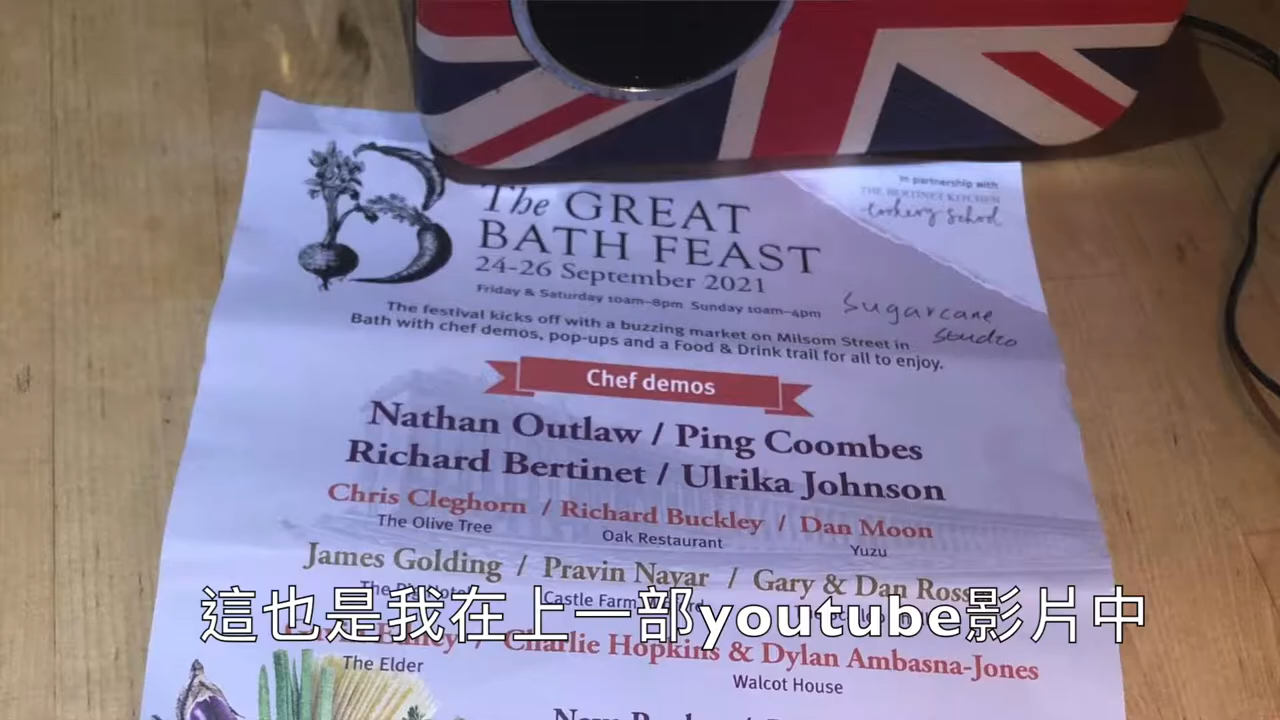 The GREAT
BATH FEAST
24-26 September 2021
Friday & Saturday 10am–8pm Sunday 10am–4pm
In partnership with
THE BERTINET KITCHEN
cookery school
Sugarcane
Studio
The festival kicks off with a buzzing market on Milsom Street in
Bath with chef demos, pop-ups and a Food & Drink trail for all to enjoy.
Chef demos
Nathan Outlaw / Ping Coombes
Richard Bertinet / Ulrika Johnson
Chris Cleghorn / Richard Buckley / Dan Moon
The Olive Tree Oak Restaurant Yuzu
James Golding / Pravin Nayar / Gary & Dan Ross
The Castle Farm
/ Charlie Hopkins & Dylan Ambasna-Jones
The Elder Walcot House
這也是我在上一部youtube影片中